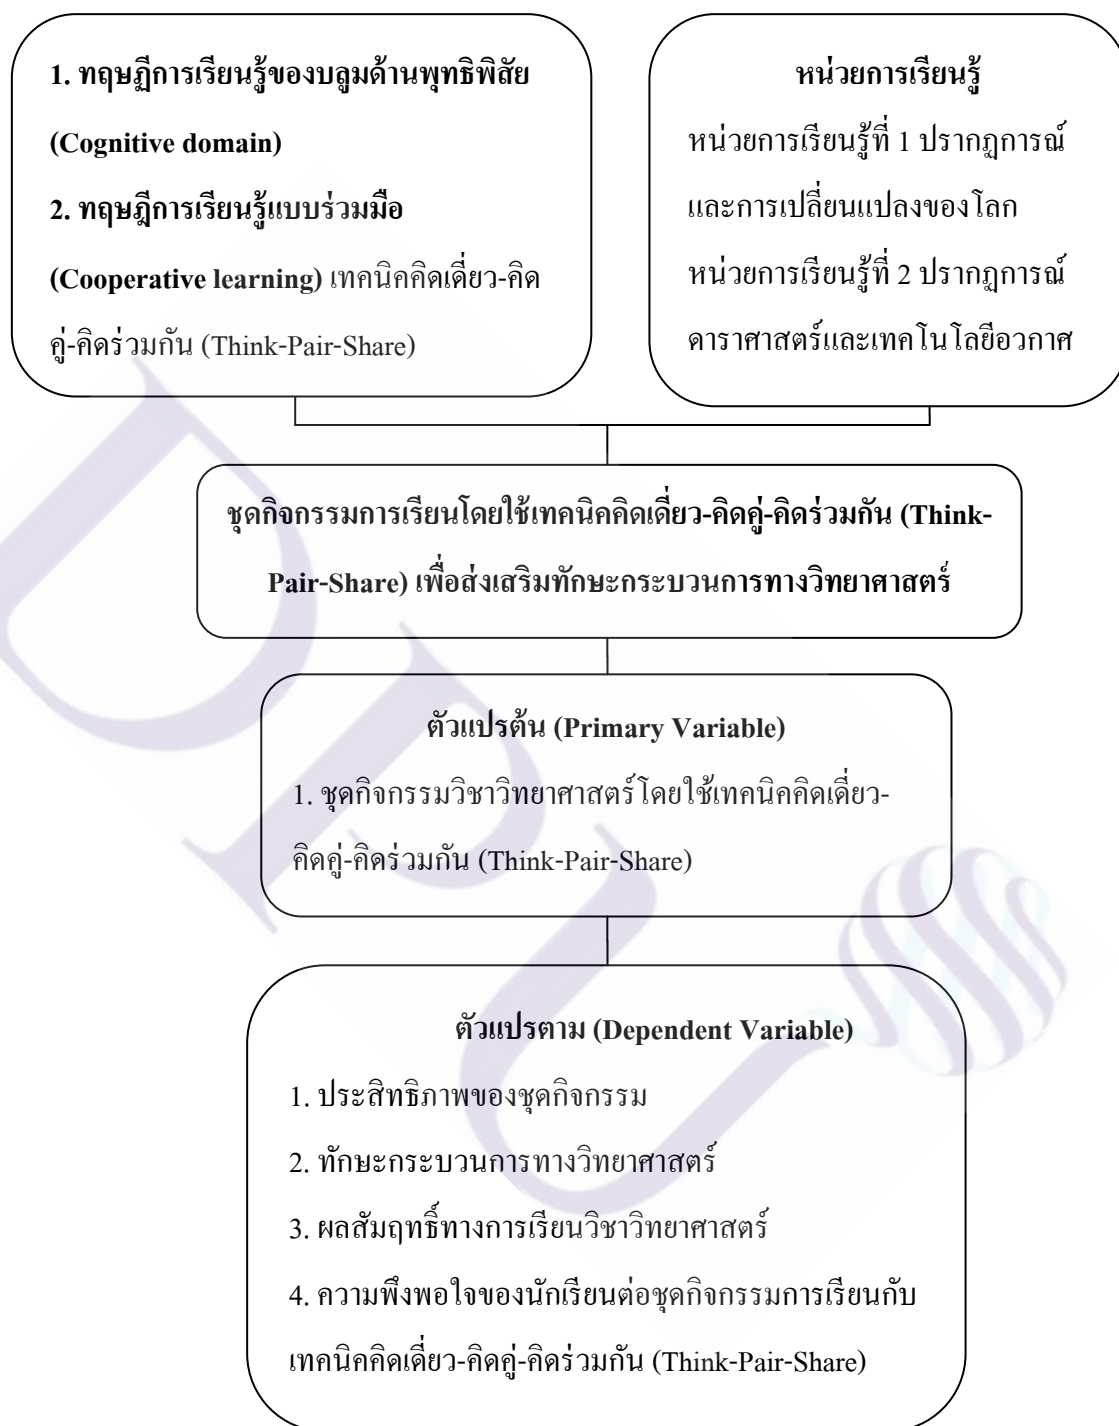 1. ทฤษฏีการเรียนรู้ของบลูมด้านพุทธิพิสัย
(Cognitive domain)
2. ทฤษฎีการเรียนรู้แบบร่วมมือ
(Cooperative learning) เทคนิคคิดเดี่ยว-คิด
คู่-คิดร่วมกัน (Think-Pair-Share)
หน่วยการเรียนรู้
หน่วยการเรียนรู้ที่ 1 ปรากฏการณ์
และการเปลี่ยนแปลงของโลก
หน่วยการเรียนรู้ที่ 2 ปรากฏการณ์
ดาราศาสตร์และเทคโนโลยีอวกาศ
ชุดกิจกรรมการเรียนโดยใช้เทคนิคคิดเดี่ยว-คิดคู่-คิดร่วมกัน (Think-
Pair-Share) เพื่อส่งเสริมทักษะกระบวนการทางวิทยาศาสตร์
ตัวแปรต้น (Primary Variable)
1. ชุดกิจกรรมวิชาวิทยาศาสตร์โดยใช้เทคนิคคิดเดี่ยว-
คิดคู่-คิดร่วมกัน (Think-Pair-Share)
ตัวแปรตาม (Dependent Variable)
1. ประสิทธิภาพของชุดกิจกรรม
2. ทักษะกระบวนการทางวิทยาศาสตร์
3. ผลสัมฤทธิ์ทางการเรียนวิชาวิทยาศาสตร์
4. ความพึงพอใจของนักเรียนต่อชุดกิจกรรมการเรียนกับ
เทคนิคคิดเดี่ยว-คิดคู่-คิดร่วมกัน (Think-Pair-Share)
DPU